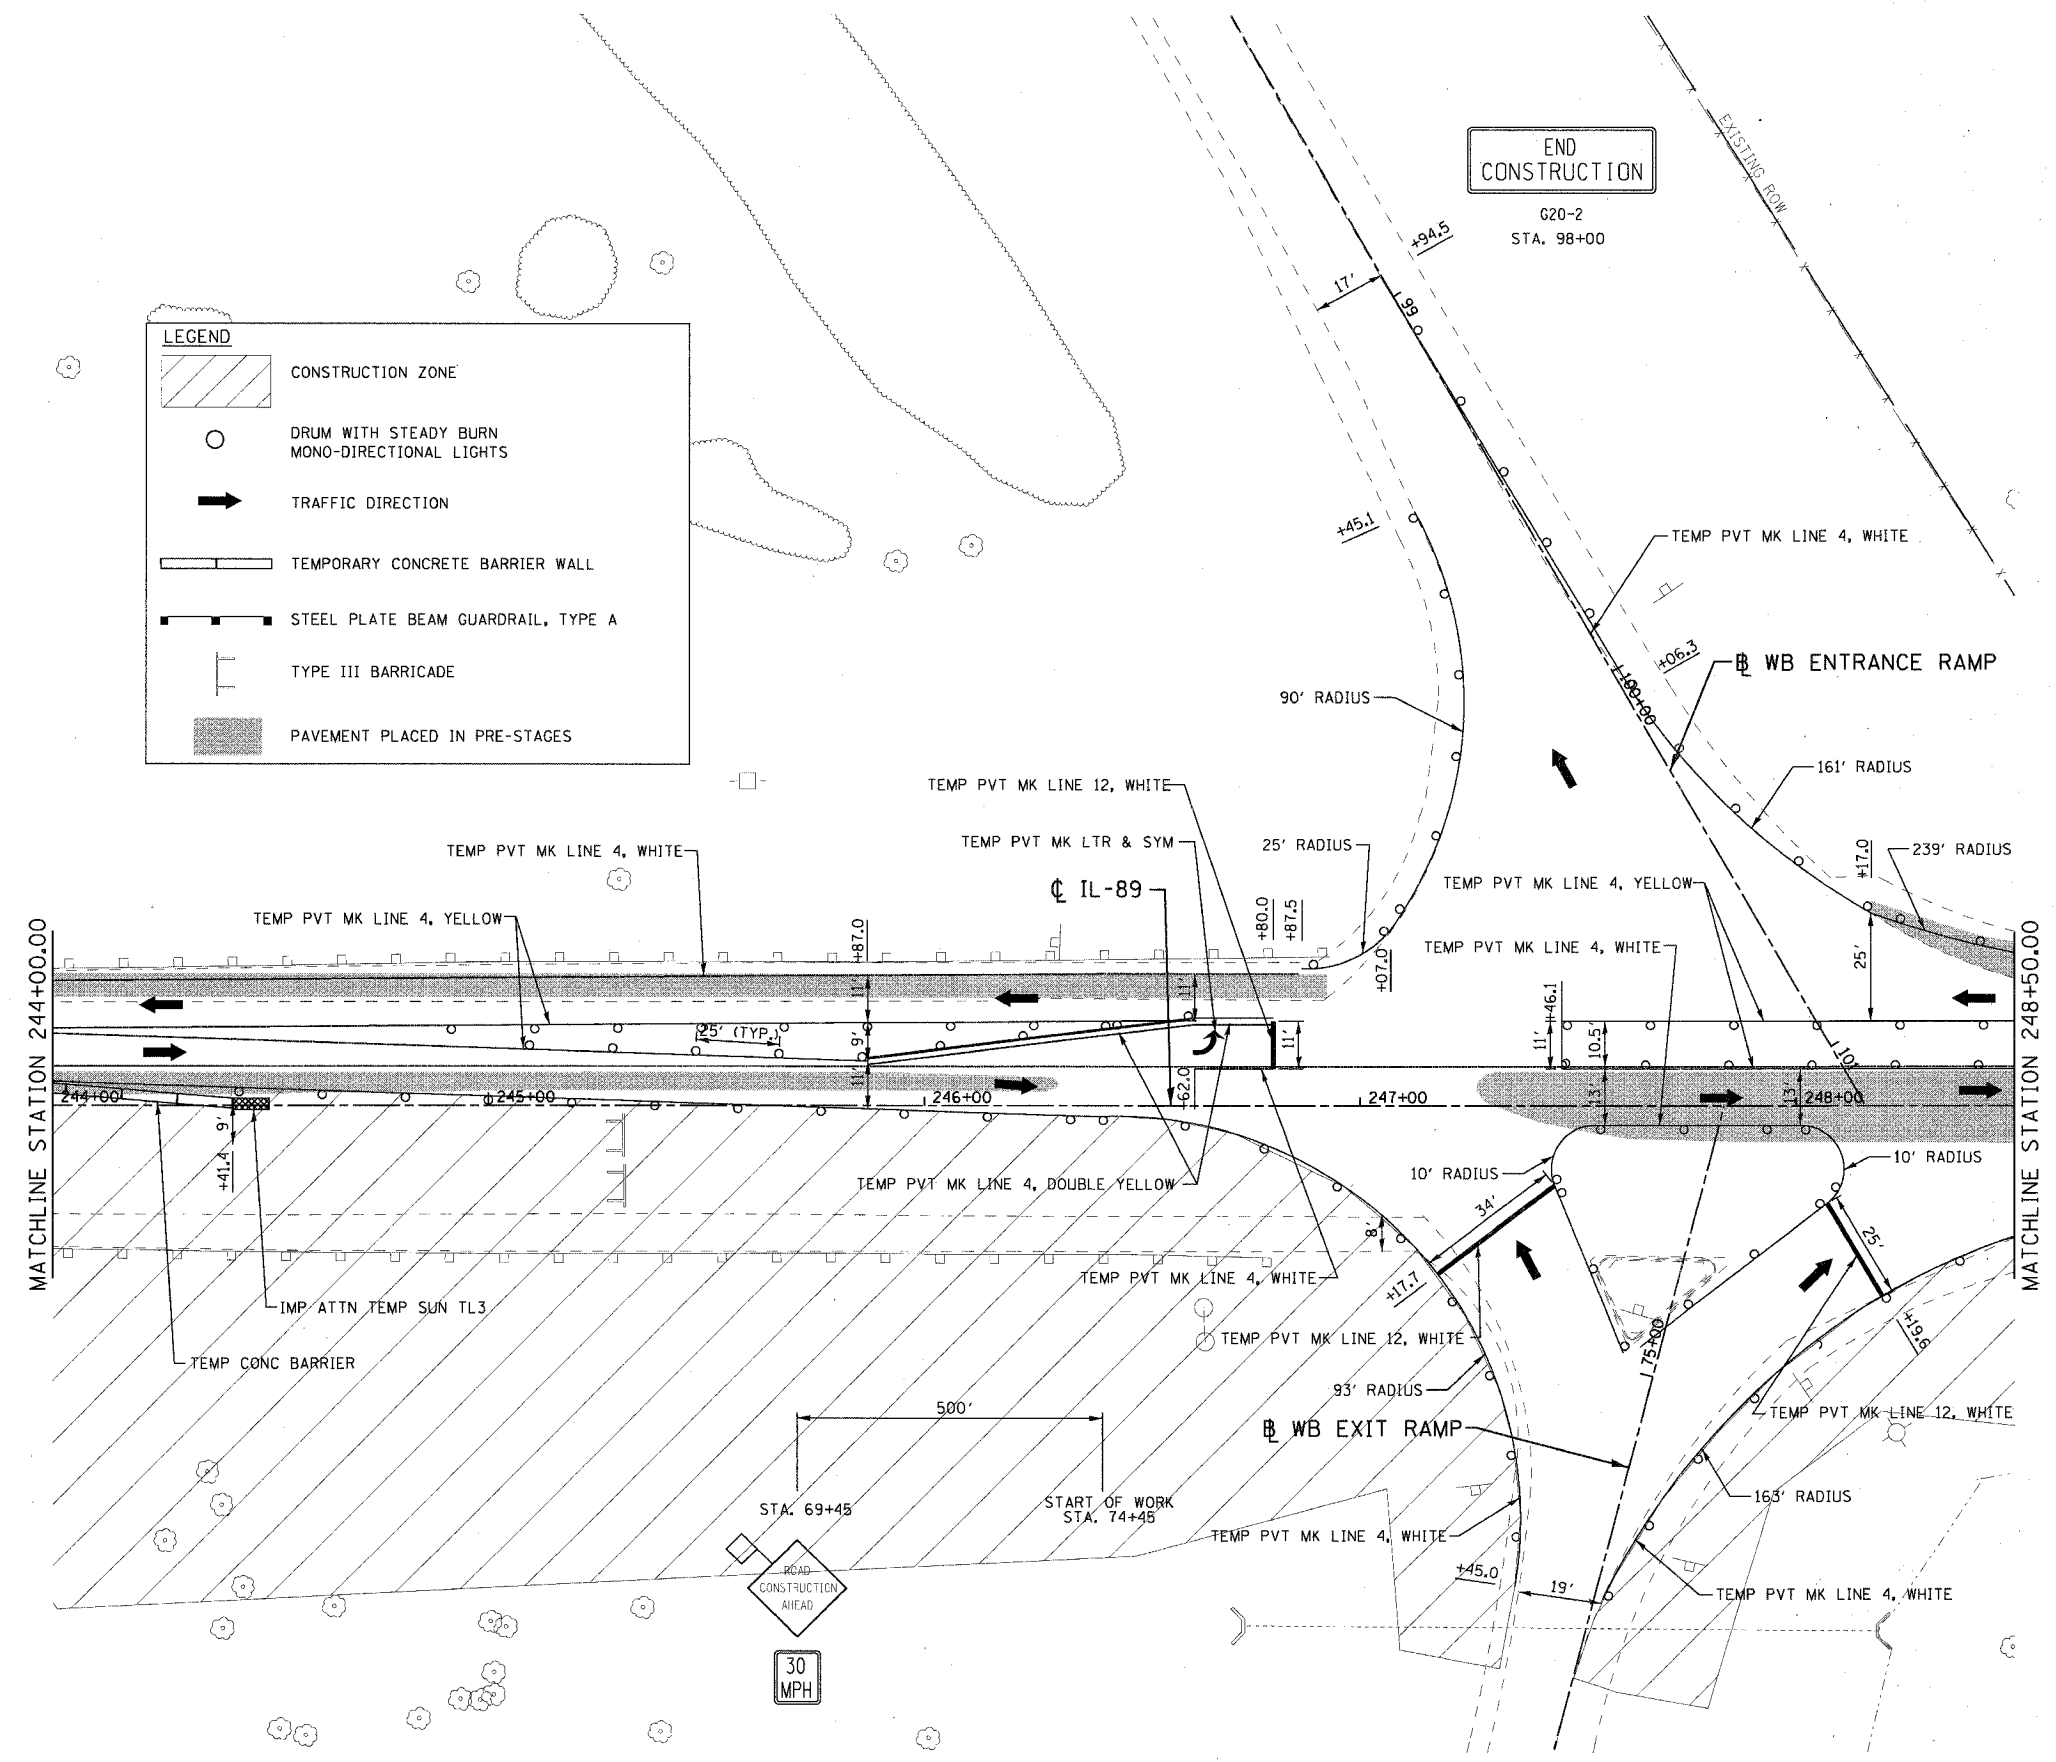 END
CONSTRUCTION
G20-2
STA. 98+00
EXISTING ROW
+94.5
17'
99
LEGEND
CONSTRUCTION ZONE
DRUM WITH STEADY BURN
MONO-DIRECTIONAL LIGHTS
TRAFFIC DIRECTION
TEMPORARY CONCRETE BARRIER WALL
STEEL PLATE BEAM GUARDRAIL, TYPE A
TYPE III BARRICADE
PAVEMENT PLACED IN PRE-STAGES
+45.1
TEMP PVT MK LINE 4, WHITE
+06.3
℄ WB ENTRANCE RAMP
100+00
90' RADIUS
161' RADIUS
TEMP PVT MK LINE 12, WHITE
TEMP PVT MK LTR & SYM
25' RADIUS
239' RADIUS
+17.0
TEMP PVT MK LINE 4, WHITE
℄ IL-89
TEMP PVT MK LINE 4, YELLOW
TEMP PVT MK LINE 4, YELLOW
TEMP PVT MK LINE 4, WHITE
+87.0
+80.0
+87.5
+07.0
25'
MATCHLINE STATION 244+00.00
MATCHLINE STATION 248+50.00
11'
11'
+46.1
25' (TYP.)
9'
11'
11'
10.5'
101
11'
+62.0
13'
13'
244+00
245+00
246+00
247+00
248+00
9'
+41.4
10' RADIUS
10' RADIUS
TEMP PVT MK LINE 4, DOUBLE YELLOW
34'
8'
25'
TEMP PVT MK LINE 4, WHITE
+17.7
IMP ATTN TEMP SUN TL3
TEMP PVT MK LINE 12, WHITE
75+00
+19.6
TEMP CONC BARRIER
93' RADIUS
500'
TEMP PVT MK LINE 12, WHITE
℄ WB EXIT RAMP
STA. 69+45
START OF WORK
STA. 74+45
163' RADIUS
TEMP PVT MK LINE 4, WHITE
+45.0
19'
TEMP PVT MK LINE 4, WHITE
ROAD
CONSTRUCTION
AHEAD
30
MPH